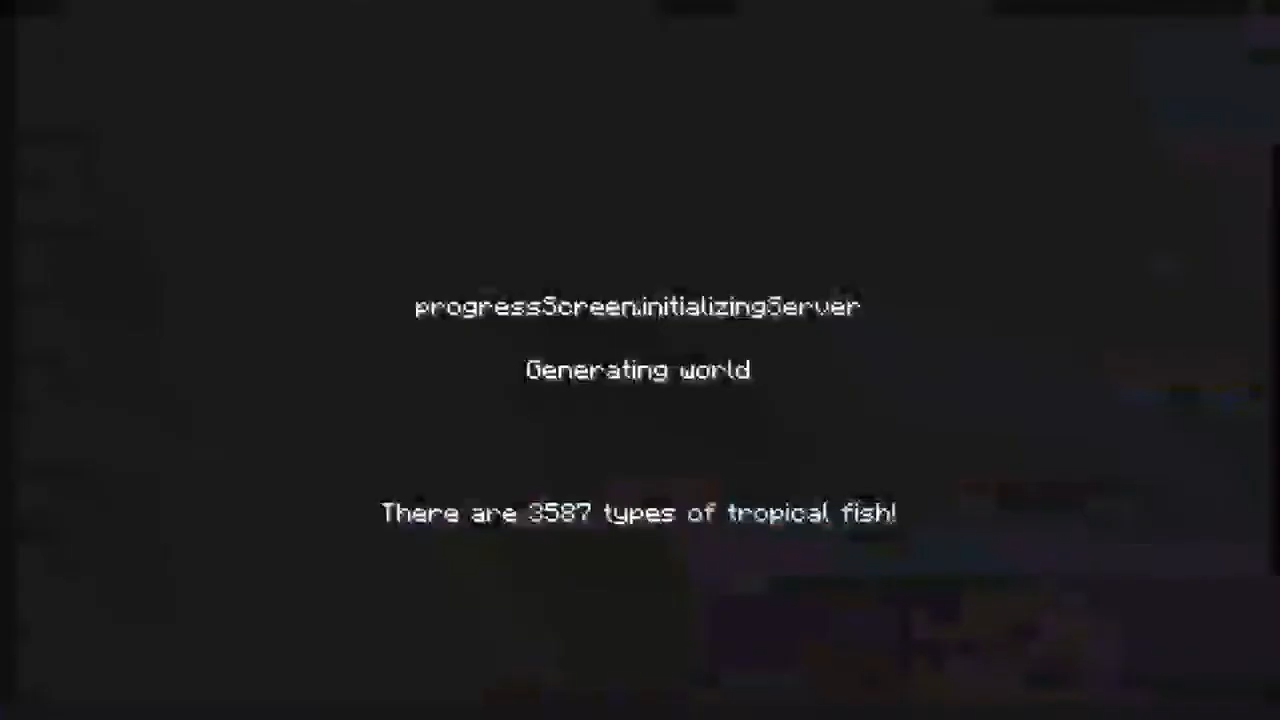 progressScreen.initializingServer
Generating world
There are 3587 types of tropical fish!